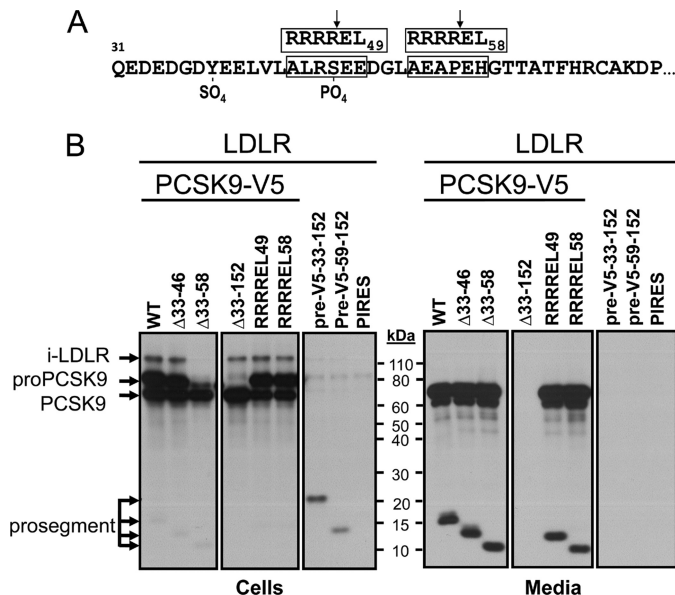 A
RRRREL49 RRRREL58
31
QEDEDGDYEELVLALRSEEDGLAEAPEHGTTATFHRCAKDP...
SO4 PO4
B
LDLR LDLR
PCSK9-V5 PCSK9-V5
WT Δ33-46 Δ33-58 Δ33-152 RRRREL49 RRRREL58 pre-V5-33-152 Pre-V5-59-152 PIRES
WT Δ33-46 Δ33-58 Δ33-152 RRRREL49 RRRREL58 pre-V5-33-152 pre-V5-59-152 PIRES
kDa
i-LDLR
110
proPCSK9
80
PCSK9
60
50
40
30
20
prosegment
15
10
Cells Media